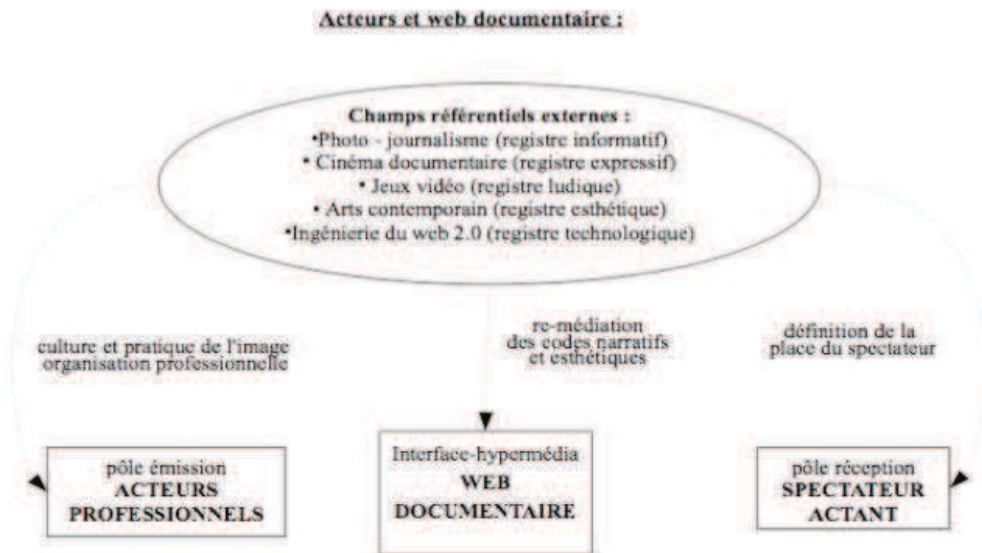 Acteurs et web documentaire :
Champs référentiels externes :
•Photo - journalisme (registre informatif)
• Cinéma documentaire (registre expressif)
• Jeux vidéo (registre ludique)
• Arts contemporain (registre esthétique)
•Ingénierie du web 2.0 (registre technologique)
culture et pratique de l'image
organisation professionnelle
re-médiation
des codes narratifs
et esthétiques
définition de la
place du spectateur
pôle émission
ACTEURS
PROFESSIONNELS
Interface-hypermédia
WEB
DOCUMENTAIRE
pôle réception
SPECTATEUR
ACTANT